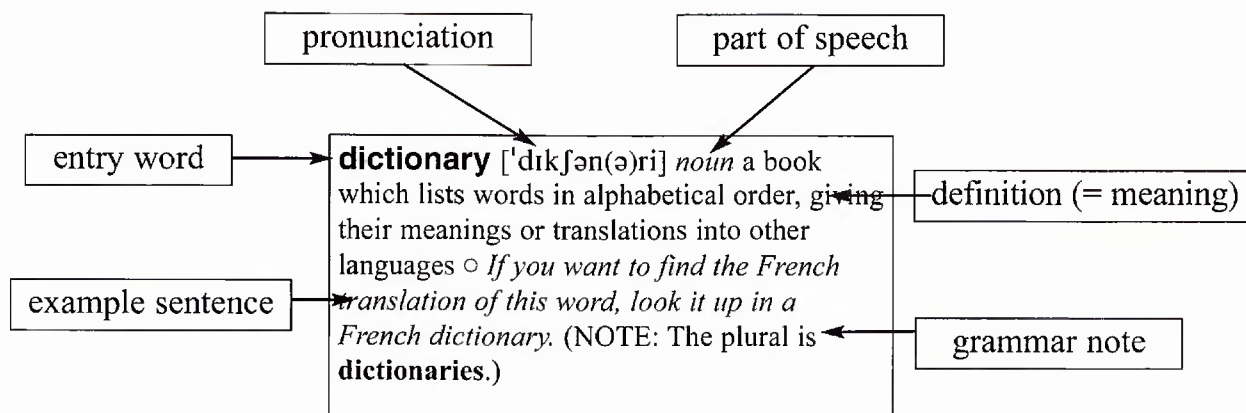 pronunciation
part of speech
entry word
dictionary [ˈdɪkʃən(ə)ri] noun a book
which lists words in alphabetical order, giving
their meanings or translations into other
languages ○ If you want to find the French
translation of this word, look it up in a
French dictionary. (NOTE: The plural is
dictionaries.)
definition (= meaning)
example sentence
grammar note